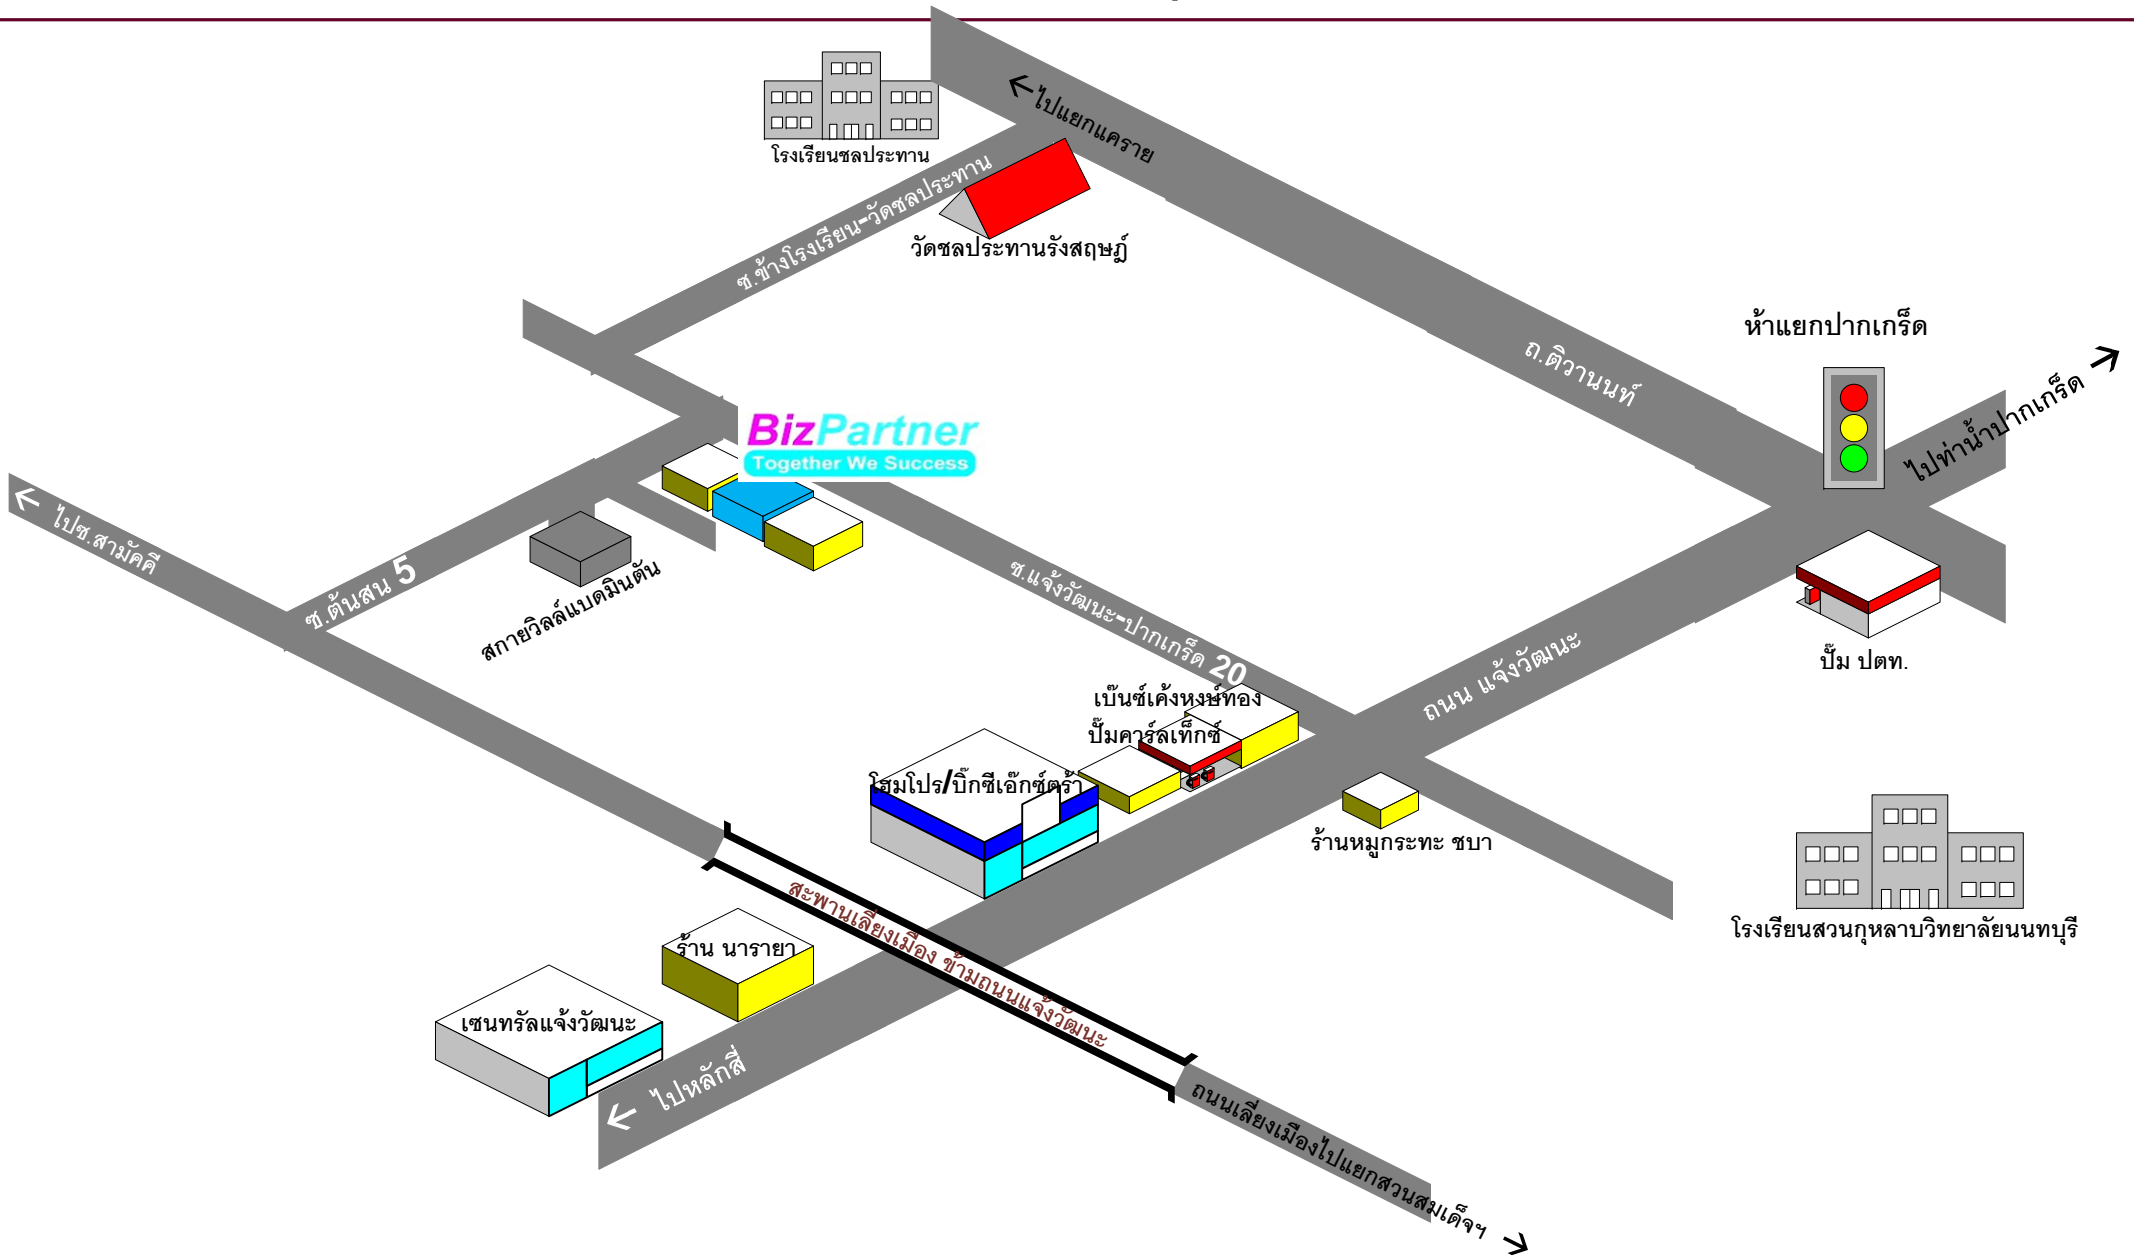 ไปแยกแคราย
โรงเรียนชลประทาน
ซ.ข้างโรงเรียน-วัดชลประทาน
วัดชลประทานรังสฤษฎ์
ห้าแยกปากเกร็ด
ถ.ติวานนท์
ไปท่าน้ำปากเกร็ด
BizPartner
Together We Success
ไปซ.สามัคคี
ซ.ต้นสน 5
สกายวิลล์แบดมินตัน
ซ.แจ้งวัฒนะ-ปากเกร็ด 20
ปั๊ม ปตท.
ถนน แจ้งวัฒนะ
เบ๊นซ์เค้งหงษ์ทอง
ปั๊มคาร์ลเท็กซ์
โฮมโปร/บิ๊กซีเอ๊กซ์ตร้า
ร้านหมูกระทะ ชบา
โรงเรียนสวนกุหลาบวิทยาลัยนนทบุรี
สะพานเลี่ยงเมือง ข้ามถนนแจ้งวัฒนะ
ร้าน นารายา
เซนทรัลแจ้งวัฒนะ
ไปหลักสี่
ถนนเลี่ยงเมืองไปแยกสวนสมเด็จฯ